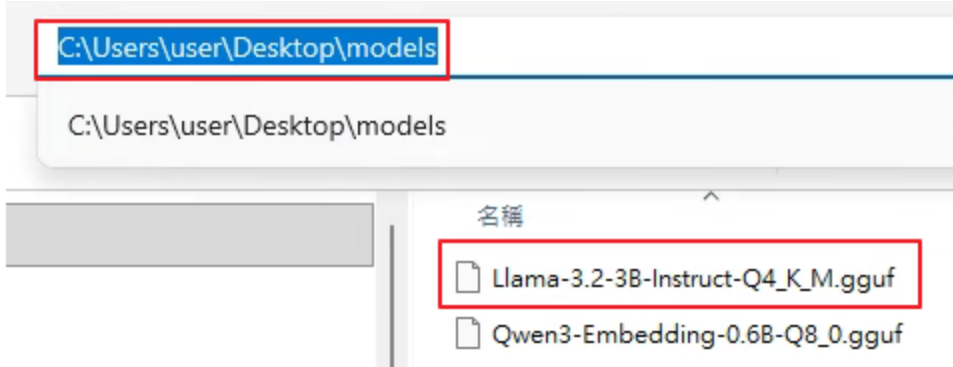 C:\Users\user\Desktop\models
C:\Users\user\Desktop\models
名稱
Llama-3.2-3B-Instruct-Q4_K_M.gguf
Qwen3-Embedding-0.6B-Q8_0.gguf